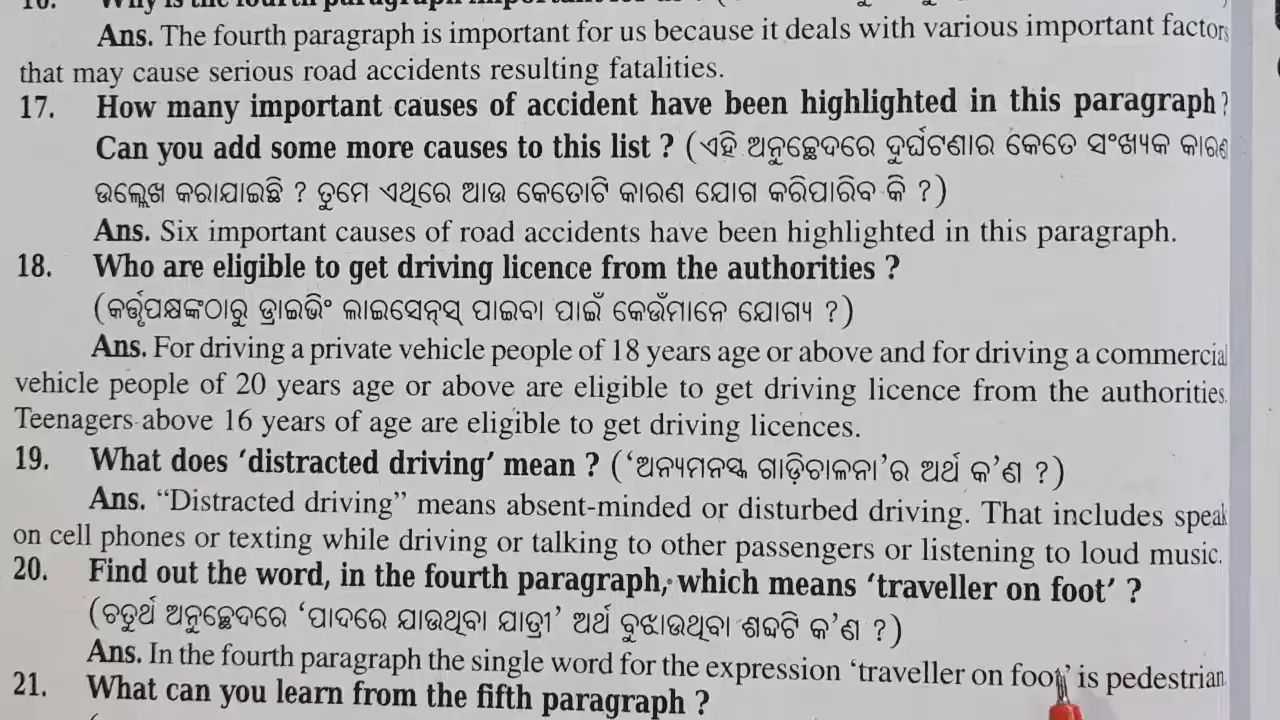 16. Why is the fourth paragraph important for us ?
Ans. The fourth paragraph is important for us because it deals with various important factors
that may cause serious road accidents resulting fatalities.
17. How many important causes of accident have been highlighted in this paragraph ?
Can you add some more causes to this list ? (ଏହି ଅନୁଚ୍ଛେଦରେ ଦୁର୍ଘଟଣାର କେତେ ସଂଖ୍ୟକ କାରଣ
ଉଲ୍ଲେଖ କରାଯାଇଛି ? ତୁମେ ଏଥିରେ ଆଉ କେତୋଟି କାରଣ ଯୋଗ କରିପାରିବ କି ?)
Ans. Six important causes of road accidents have been highlighted in this paragraph.
18. Who are eligible to get driving licence from the authorities ?
(କର୍ତ୍ତୃପକ୍ଷଙ୍କଠାରୁ ଡ୍ରାଇଭିଂ ଲାଇସେନ୍ସ୍ ପାଇବା ପାଇଁ କେଉଁମାନେ ଯୋଗ୍ୟ ?)
Ans. For driving a private vehicle people of 18 years age or above and for driving a commercial
vehicle people of 20 years age or above are eligible to get driving licence from the authorities.
Teenagers above 16 years of age are eligible to get driving licences.
19. What does ‘distracted driving’ mean ? (‘ଅନ୍ୟମନସ୍କ ଗାଡ଼ିଚାଳନା’ର ଅର୍ଥ କ’ଣ ?)
Ans. “Distracted driving” means absent-minded or disturbed driving. That includes speak
on cell phones or texting while driving or talking to other passengers or listening to loud music.
20. Find out the word, in the fourth paragraph, which means ‘traveller on foot’ ?
(ଚତୁର୍ଥ ଅନୁଚ୍ଛେଦରେ ‘ପାଦରେ ଯାଉଥିବା ଯାତ୍ରୀ’ ଅର୍ଥ ବୁଝାଉଥିବା ଶବ୍ଦଟି କ’ଣ ?)
Ans. In the fourth paragraph the single word for the expression ‘traveller on foot’ is pedestrian.
21. What can you learn from the fifth paragraph ?